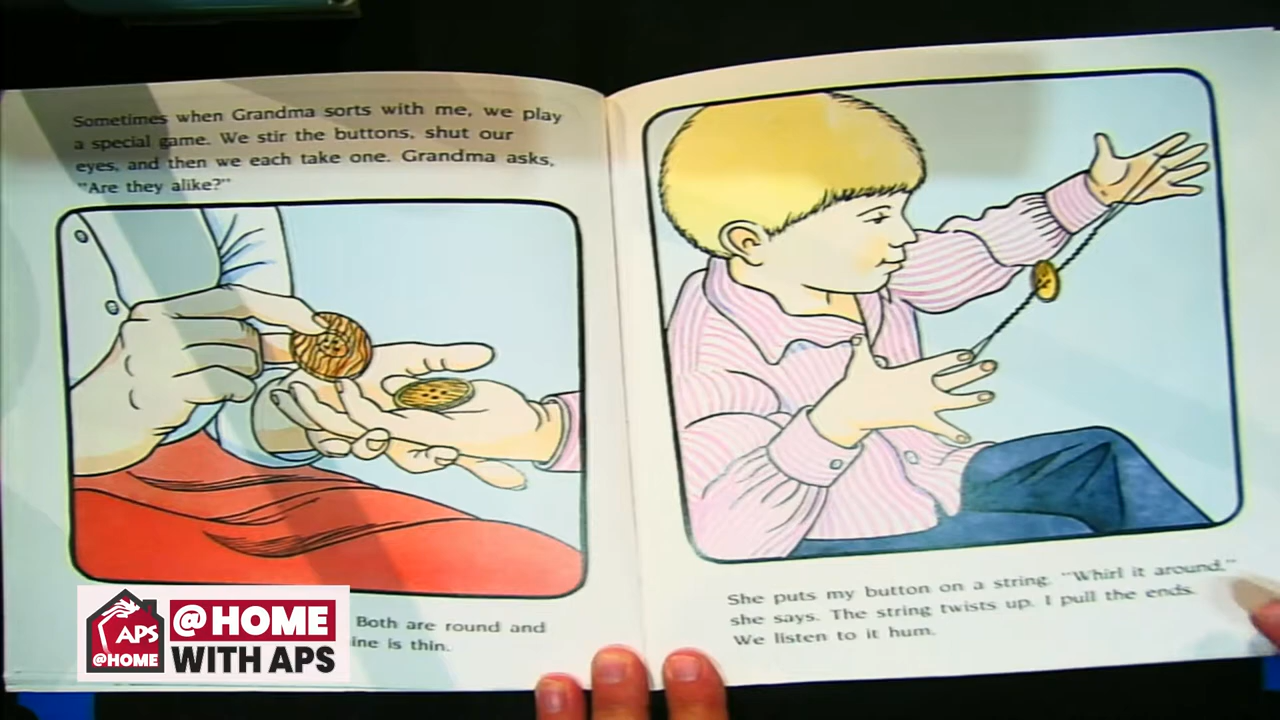 Sometimes when Grandma sorts with me, we play
a special game. We stir the buttons, shut our
eyes, and then we each take one. Grandma asks,
"Are they alike?"
Both are round and
is thin.
She puts my button on a string. "Whirl it around,"
she says. The string twists up. I pull the ends.
We listen to it hum.
APS
@HOME
@HOME
WITH APS